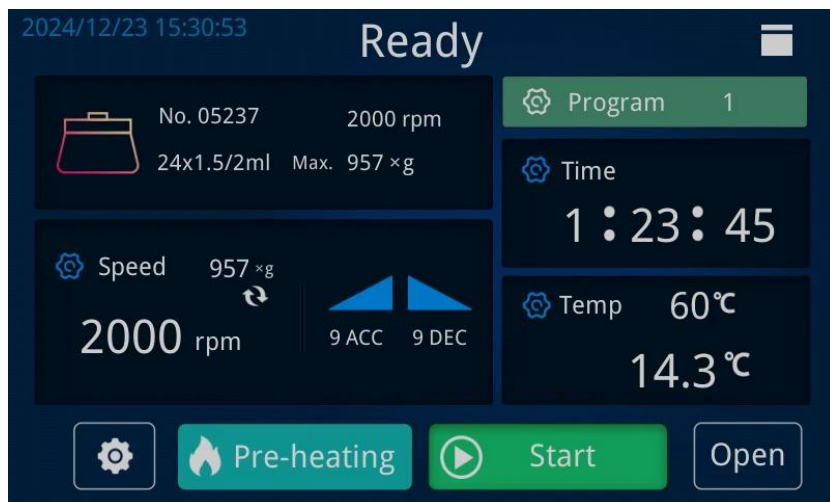 2024/12/23 15:30:53
Ready
No. 05237 2000 rpm
24x1.5/2ml Max. 957 ×g
Program 1
Time
1:23:45
Speed 957 ×g
2000 rpm
9 ACC 9 DEC
Temp 60℃
14.3℃
Pre-heating
Start
Open